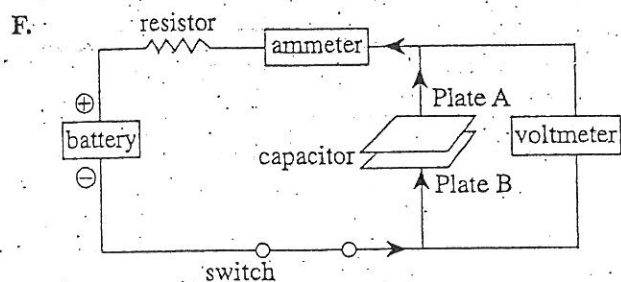 F.
resistor
ammeter
Plate A
⊕
battery
capacitor
voltmeter
⊖
Plate B
switch